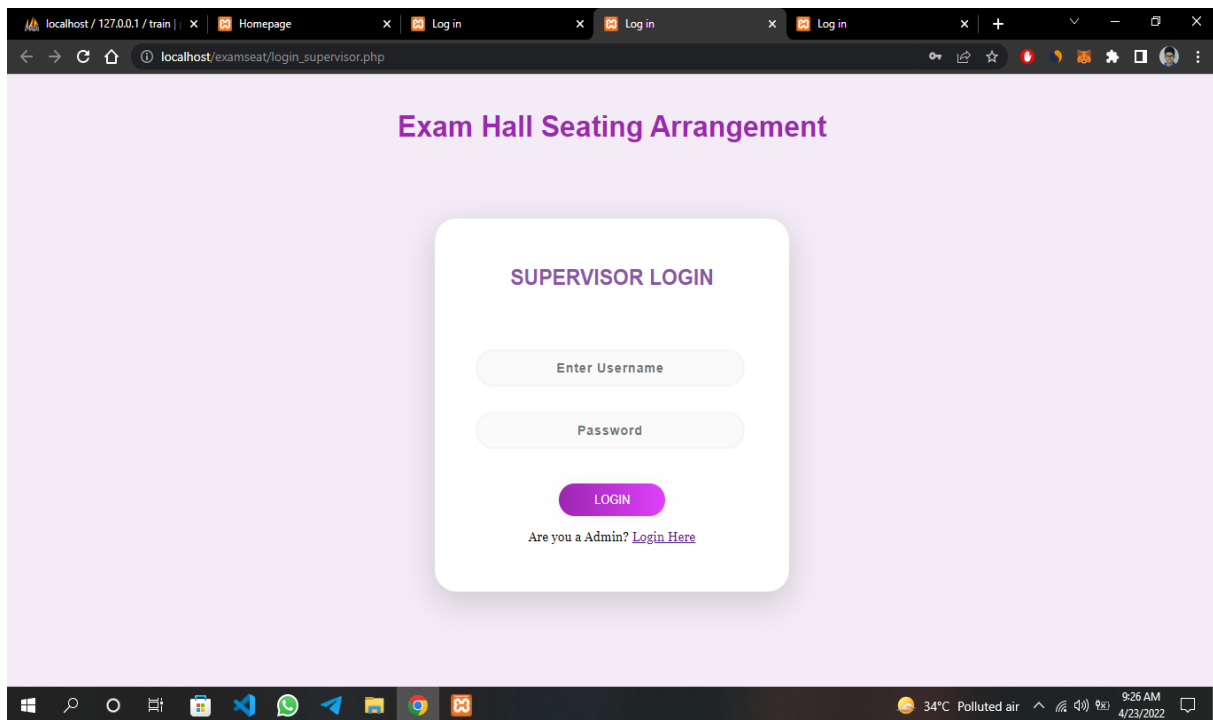 localhost / 127.0.0.1 / train |
Homepage
Log in
Log in
Log in
localhost/examseat/login_supervisor.php
Exam Hall Seating Arrangement
SUPERVISOR LOGIN
Enter Username
Password
LOGIN
Are you a Admin? Login Here
34°C Polluted air
9:26 AM
4/23/2022